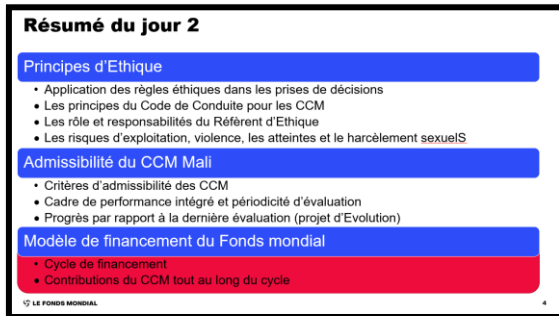 Résumé du jour 2
Principes d'Ethique
• Application des règles éthiques dans les prises de décisions
• Les principes du Code de Conduite pour les CCM
• Les rôle et responsabilités du Référent d'Ethique
• Les risques d'exploitation, violence, les atteintes et le harcèlement sexuelS
Admissibilité du CCM Mali
• Critères d'admissibilité des CCM
• Cadre de performance intégré et périodicité d'évaluation
• Progrès par rapport à la dernière évaluation (projet d'Evolution)
Modèle de financement du Fonds mondial
• Cycle de financement
• Contributions du CCM tout au long du cycle
LE FONDS MONDIAL
4